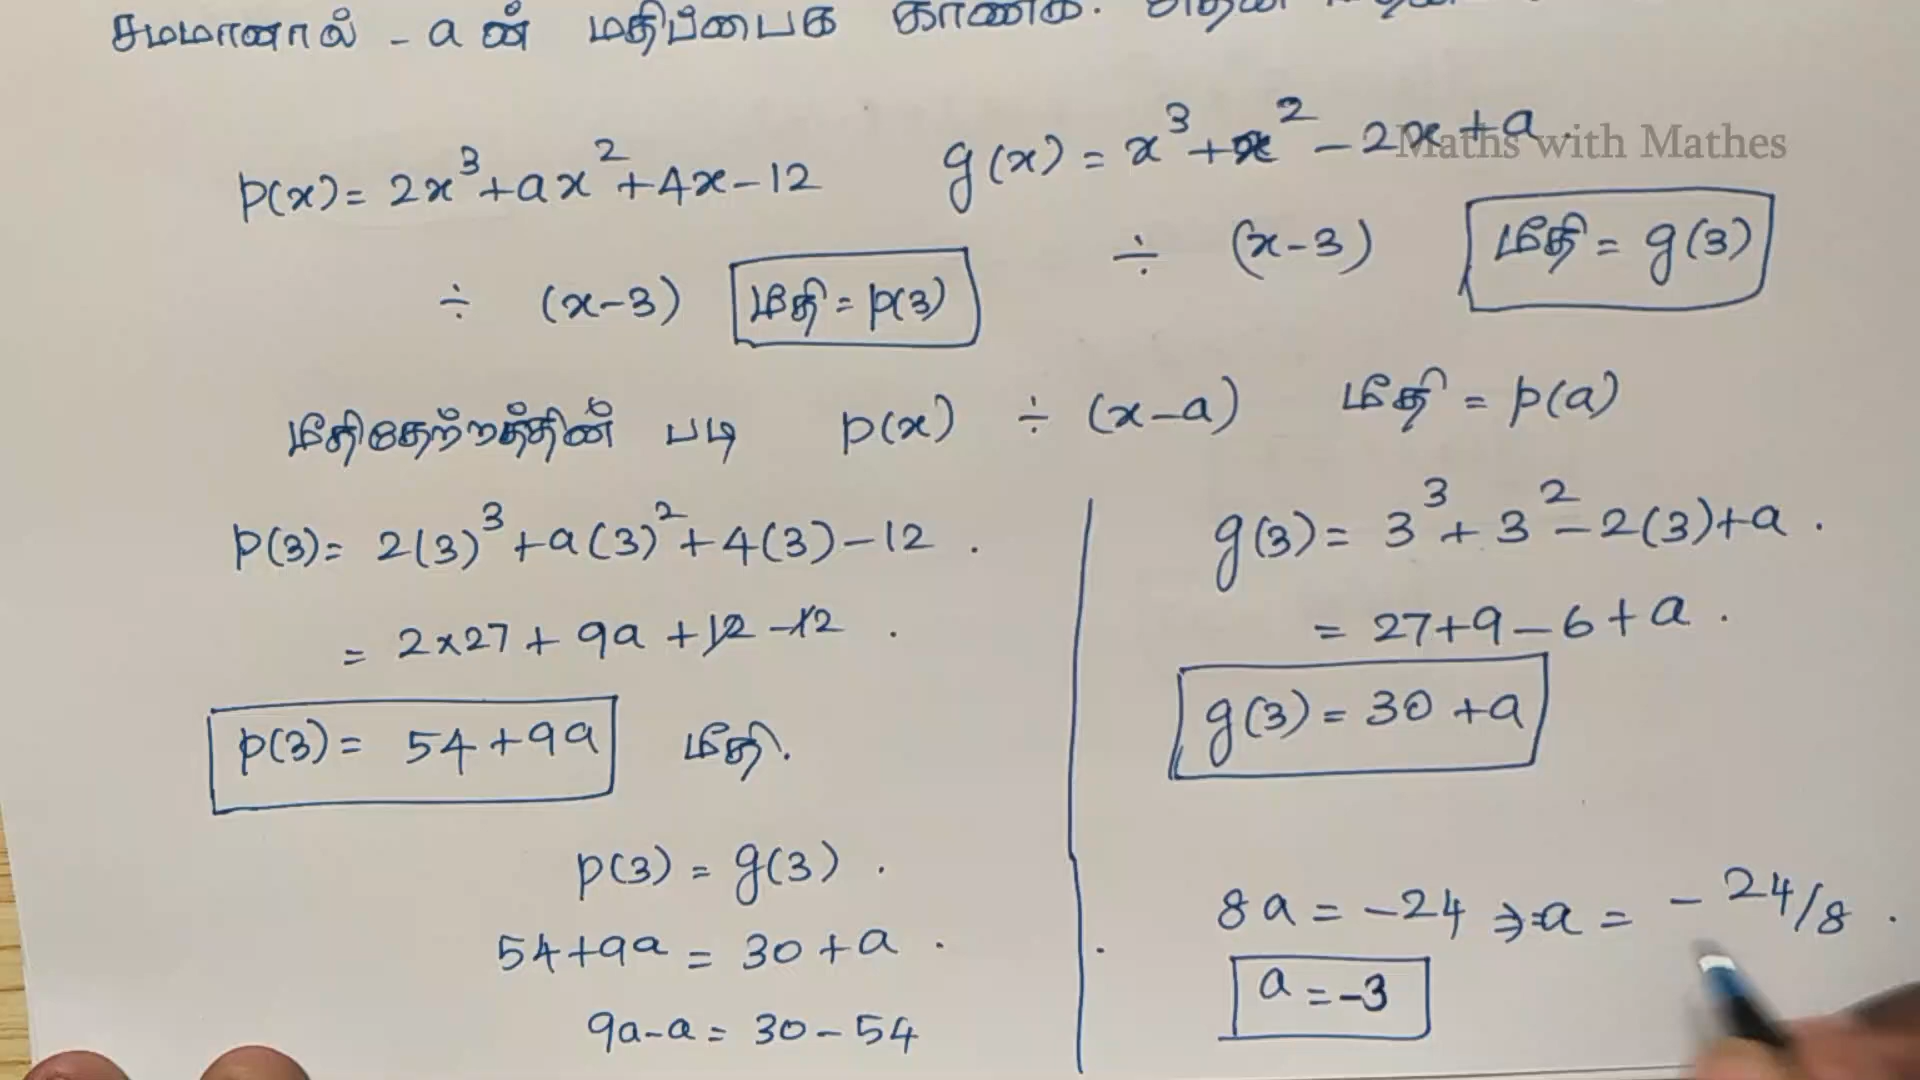 சமமானால் - a ன் மதிப்பைக் காண்க.
p(x) = 2x³ + ax² + 4x - 12
g(x) = x³ + x² - 2x + a.
Maths with Mathes
÷ (x-3) மீதி = p(3)
÷ (x-3) மீதி = g(3)
மீதிதேற்றத்தின் படி p(x) ÷ (x-a) மீதி = p(a)
p(3) = 2(3)³ + a(3)² + 4(3) - 12 .
= 2×27 + 9a + 12 - 12 .
p(3) = 54 + 9a மீதி.
p(3) = g(3) .
54 + 9a = 30 + a .
9a - a = 30 - 54
g(3) = 3³ + 3² - 2(3) + a .
= 27 + 9 - 6 + a .
g(3) = 30 + a
8a = -24 ⇒ a = -24/8 .
a = -3